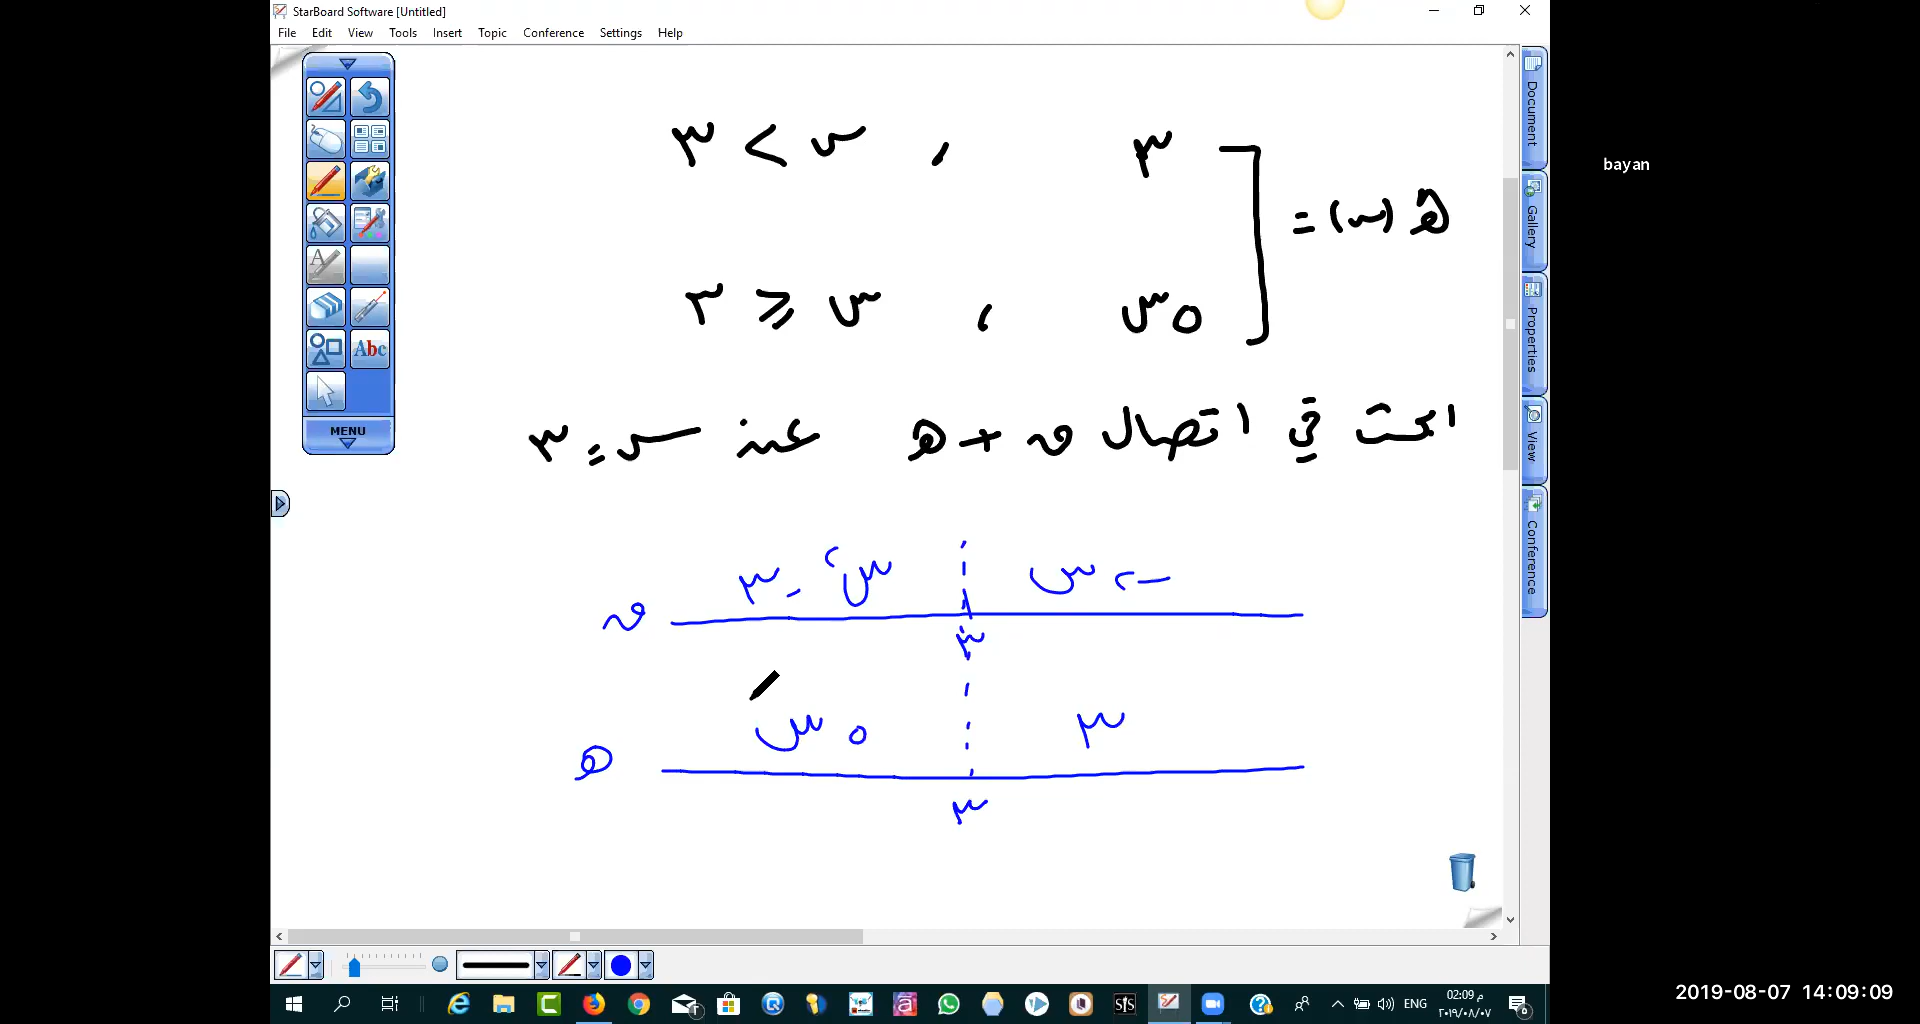 StarBoard Software [Untitled]
File Edit View Tools Insert Topic Conference Settings Help
MENU
Abc
Document
Gallery
Properties
View
Conference
bayan
٣ ، س > ٣
هـ (س) =
٥س ، س ≤ ٣
ابحث في اتصال ن + هـ عند س = ٣
ن
س٢ - ٣
-٢س
٣
هـ
٥س
٣
٣
ENG
02:09 م
٢٠١٩/٠٨/٠٧
2019-08-07 14:09:09